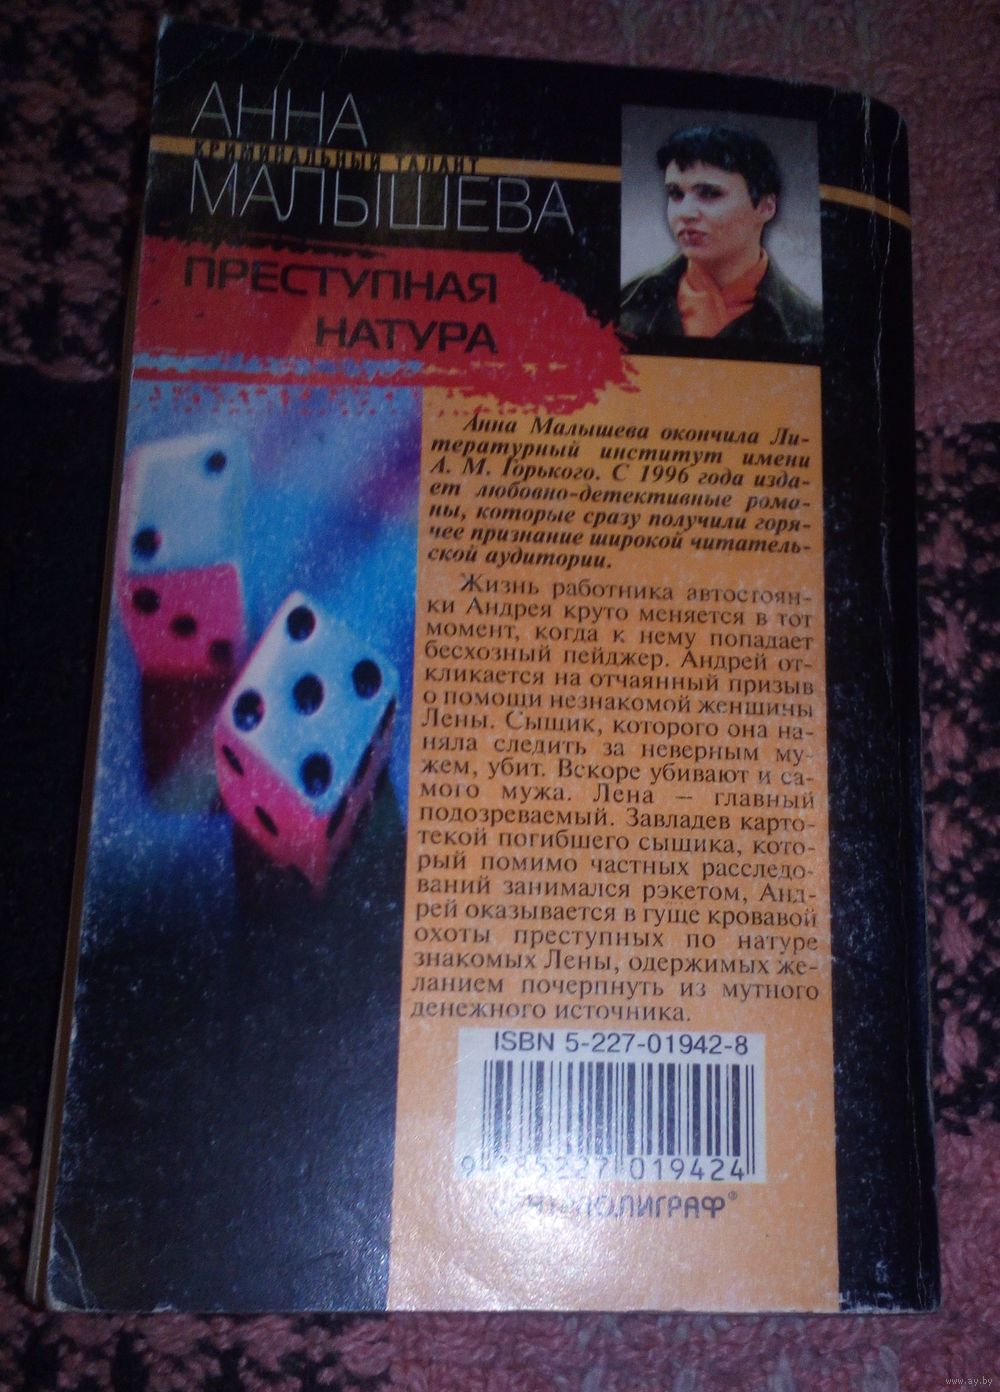 АННА
КРИМИНАЛЬНЫЙ ТАЛАНТ
МАЛЫШЕВА
ПРЕСТУПНАЯ
НАТУРА
Анна Малышева окончила Ли-
тературный институт имени
А. М. Горького. С 1996 года изда-
ет любовно-детективные рома-
ны, которые сразу получили горя-
чее признание широкой читатель-
ской аудитории.
Жизнь работника автостоян-
ки Андрея круто меняется в тот
момент, когда к нему попадает
бесхозный пейджер. Андрей от-
кликается на отчаянный призыв
о помощи незнакомой женщины
Лены. Сыщик, которого она на-
няла следить за неверным му-
жем, убит. Вскоре убивают и са-
мого мужа. Лена – главный
подозреваемый. Завладев карто-
текой погибшего сыщика, кото-
рый помимо частных расследо-
ваний занимался рэкетом, Анд-
рей оказывается в гуще кровавой
охоты преступных по натуре
знакомых Лены, одержимых же-
ланием почерпнуть из мутного
денежного источника.
ISBN 5-227-01942-8
9 785227 019424
ЦЕНТРПОЛИГРАФ®
www.ay.by